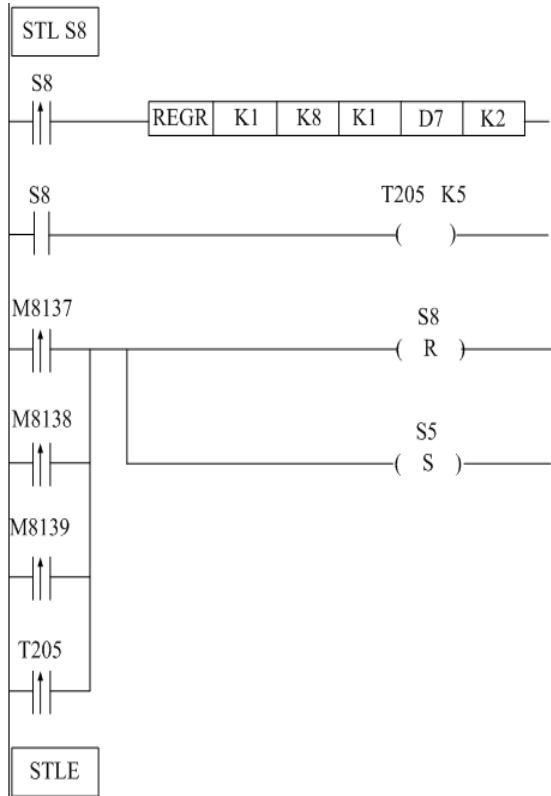 STL S8
S8
REGR K1 K8 K1 D7 K2
S8
T205 K5
( )
M8137
S8
( R )
M8138
S5
( S )
M8139
T205
STLE